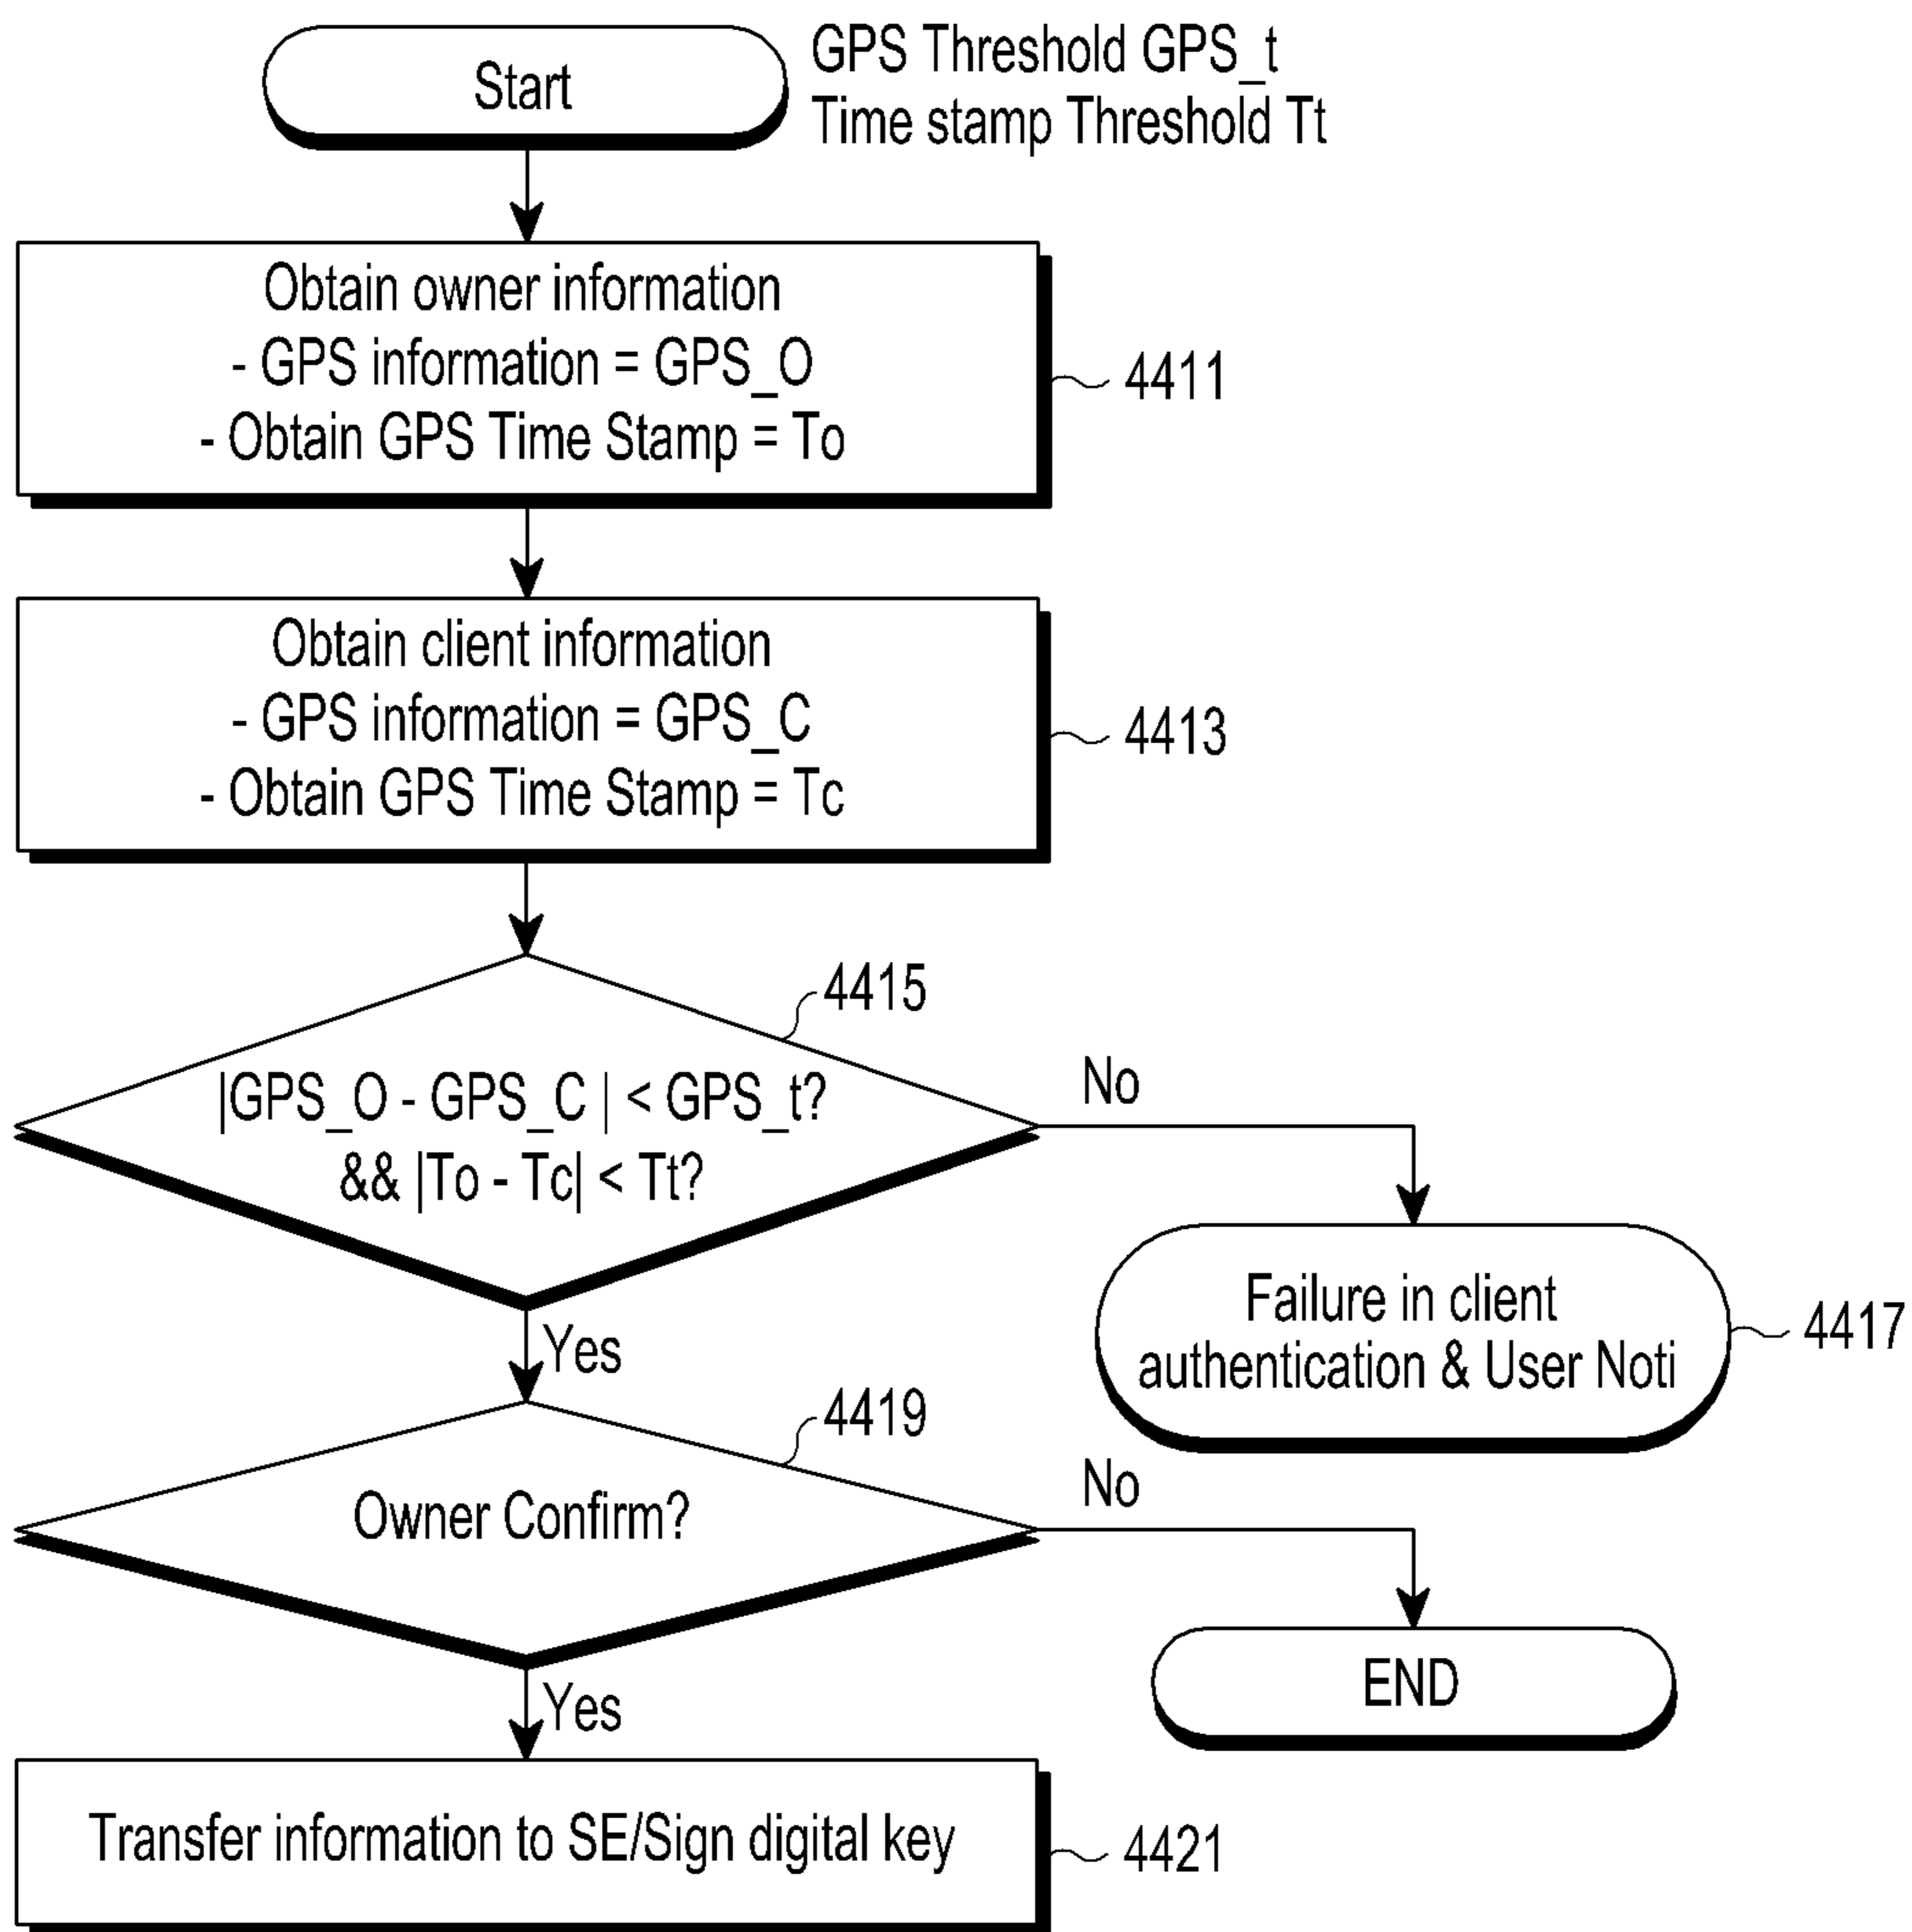 Start
GPS Threshold GPS_t
Time stamp Threshold Tt
Obtain owner information
- GPS information = GPS_O
- Obtain GPS Time Stamp = To
4411
Obtain client information
- GPS information = GPS_C
- Obtain GPS Time Stamp = Tc
4413
4415
|GPS_O - GPS_C | < GPS_t?
&& |To - Tc| < Tt?
No
Yes
Failure in client
authentication & User Noti
4417
4419
Owner Confirm?
No
Yes
END
Transfer information to SE/Sign digital key
4421